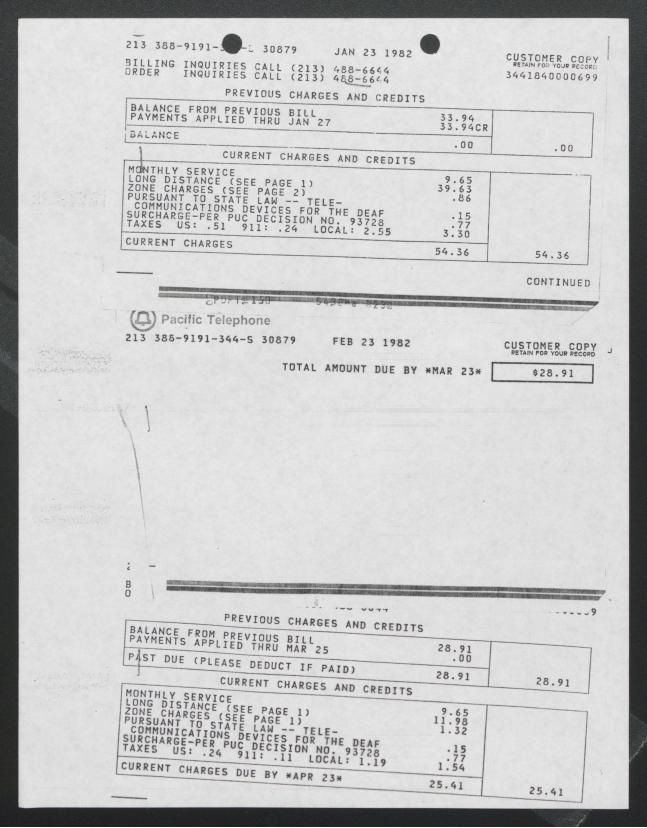 213 388-9191- 30879 JAN 23 1982
CUSTOMER COPY
RETAIN FOR YOUR RECORD
BILLING INQUIRIES CALL (213) 488-6644
ORDER INQUIRIES CALL (213) 488-6644
3441840000699
PREVIOUS CHARGES AND CREDITS
BALANCE FROM PREVIOUS BILL 33.94
PAYMENTS APPLIED THRU JAN 27 33.94CR
BALANCE .00 .00
CURRENT CHARGES AND CREDITS
MONTHLY SERVICE 9.65
LONG DISTANCE (SEE PAGE 1) 39.63
ZONE CHARGES (SEE PAGE 2) .86
PURSUANT TO STATE LAW -- TELE-
COMMUNICATIONS DEVICES FOR THE DEAF .15
SURCHARGE-PER PUC DECISION NO. 93728 .77
TAXES US: .51 911: .24 LOCAL: 2.55 3.30
CURRENT CHARGES 54.36 54.36
CONTINUED
Pacific Telephone
213 388-9191-344-S 30879 FEB 23 1982
CUSTOMER COPY
RETAIN FOR YOUR RECORD
TOTAL AMOUNT DUE BY *MAR 23* $28.91
B
O
9
PREVIOUS CHARGES AND CREDITS
BALANCE FROM PREVIOUS BILL 28.91
PAYMENTS APPLIED THRU MAR 25 .00
PAST DUE (PLEASE DEDUCT IF PAID) 28.91 28.91
CURRENT CHARGES AND CREDITS
MONTHLY SERVICE 9.65
LONG DISTANCE (SEE PAGE 1) 11.98
ZONE CHARGES (SEE PAGE 1) 1.32
PURSUANT TO STATE LAW -- TELE-
COMMUNICATIONS DEVICES FOR THE DEAF .15
SURCHARGE-PER PUC DECISION NO. 93728 .77
TAXES US: .24 911: .11 LOCAL: 1.19 1.54
CURRENT CHARGES DUE BY *APR 23* 25.41 25.41